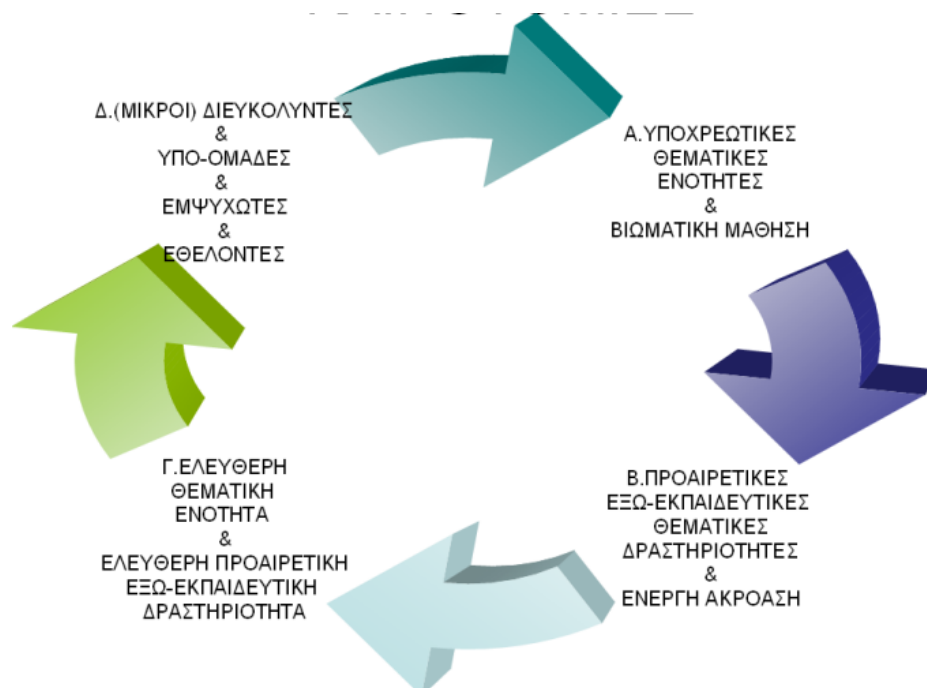 Δ.(ΜΙΚΡΟΙ) ΔΙΕΥΚΟΛΥΝΤΕΣ
&
ΥΠΟ-ΟΜΑΔΕΣ
&
ΕΜΨΥΧΩΤΕΣ
&
ΕΘΕΛΟΝΤΕΣ
Α.ΥΠΟΧΡΕΩΤΙΚΕΣ
ΘΕΜΑΤΙΚΕΣ
ΕΝΟΤΗΤΕΣ
&
ΒΙΩΜΑΤΙΚΗ ΜΑΘΗΣΗ
Β.ΠΡΟΑΙΡΕΤΙΚΕΣ
ΕΞΩ-ΕΚΠΑΙΔΕΥΤΙΚΕΣ
ΘΕΜΑΤΙΚΕΣ
ΔΡΑΣΤΗΡΙΟΤΗΤΕΣ
&
ΕΝΕΡΓΗ ΑΚΡΟΑΣΗ
Γ.ΕΛΕΥΘΕΡΗ
ΘΕΜΑΤΙΚΗ
ΕΝΟΤΗΤΑ
&
ΕΛΕΥΘΕΡΗ ΠΡΟΑΙΡΕΤΙΚΗ
ΕΞΩ-ΕΚΠΑΙΔΕΥΤΙΚΗ
ΔΡΑΣΤΗΡΙΟΤΗΤΑ